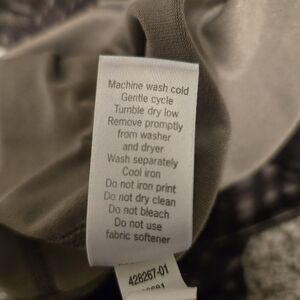 Machine wash cold
Gentle cycle
Tumble dry low
Remove promptly
from washer
and dryer
Wash separately
Cool iron
Do not iron print
Do not dry clean
Do not bleach
Do not use
fabric softener
428267-01